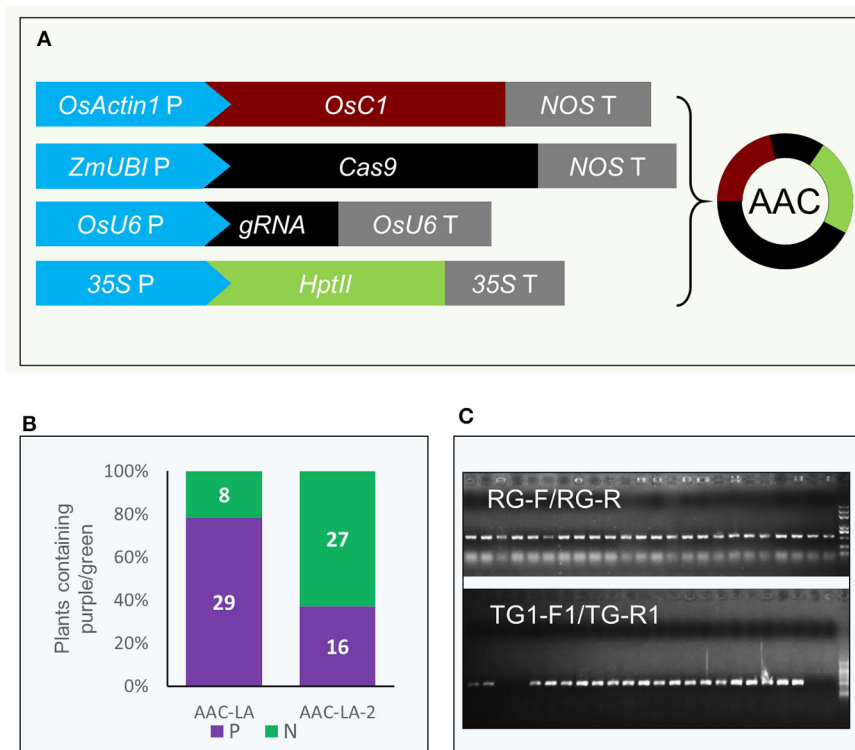 A
OsActin1 P OsC1 NOS T
ZmUBI P Cas9 NOS T
OsU6 P gRNA OsU6 T
35S P HptII 35S T
AAC
B
Plants containing
purple/green
100%
80%
60%
40%
20%
0%
8
29
27
16
AAC-LA AAC-LA-2
P N
C
RG-F/RG-R
TG1-F1/TG-R1